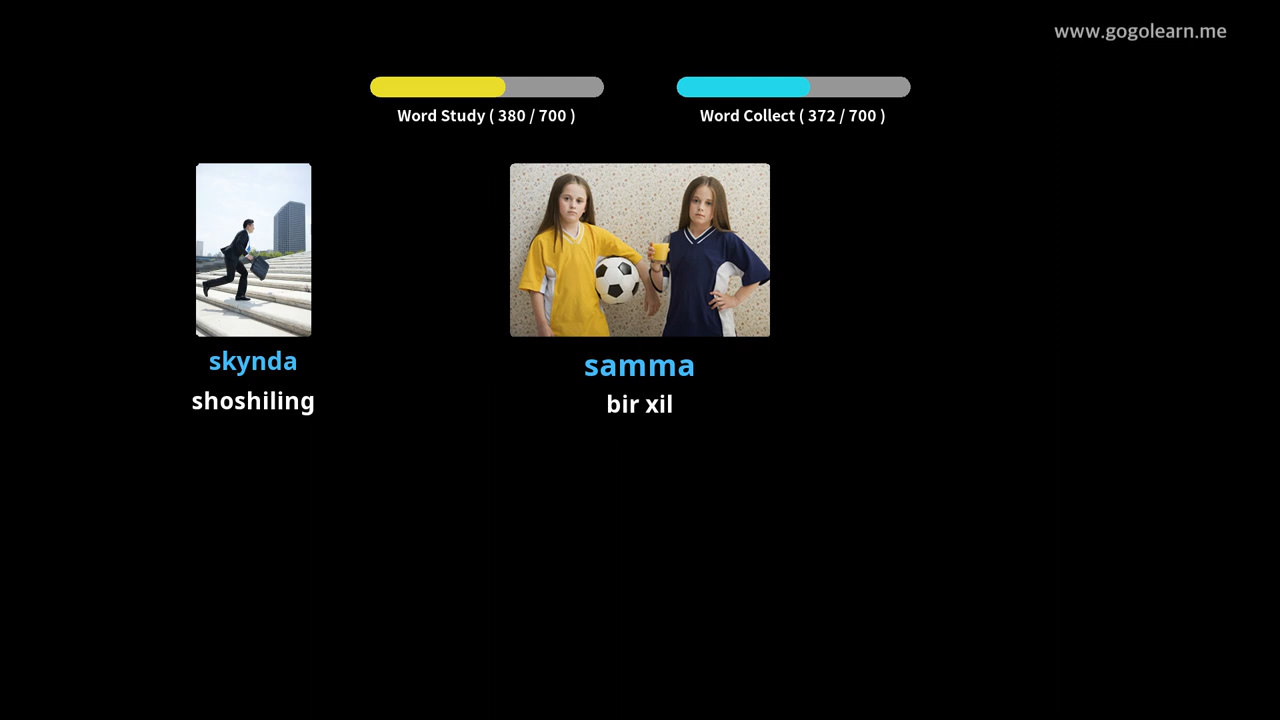 www.gogolearn.me
Word Study ( 380 / 700 )
Word Collect ( 372 / 700 )
skynda
shoshiling
samma
bir xil